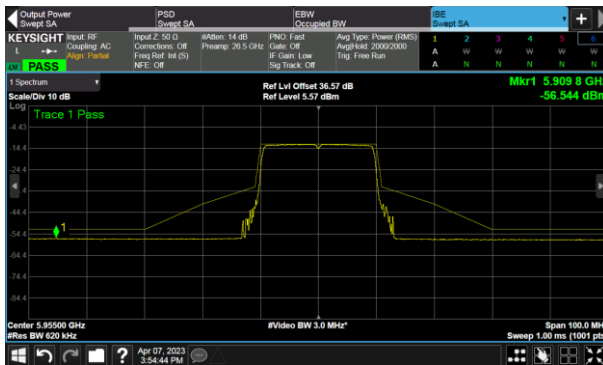 Output Power
Swept SA
PSD
Swept SA
EBW
Occupied BW
IBE
Swept SA
KEYSIGHT
L
PASS
Input: RF
Coupling: AC
Align: Partial
Input Z: 50 Ω
Corrections: Off
Freq Ref: Int (S)
NFE: Off
#Atten: 14 dB
Preamp: 26.5 GHz
PNO: Fast
Gate: Off
IF Gain: Low
Sig Track: Off
Avg Type: Power (RMS)
Avg|Hold: 2000/2000
Trig: Free Run
1 2 3 4 5 6
A W W W W W
A N N N N N
1 Spectrum
Scale/Div 10 dB
Log
Ref Lvl Offset 36.57 dB
Ref Level 5.57 dBm
Mkr1 5.909 8 GH
-56.544 dBm
Trace 1 Pass
-4.43
-14.4
-24.4
-44.4
-54.4
-64.4
-74.4
-84.4
1
Center 5.95500 GHz
#Res BW 620 kHz
#Video BW 3.0 MHz*
Span 100.0 MH
Sweep 1.00 ms (1001 pts
?
Apr 07, 2023
3:54:44 PM